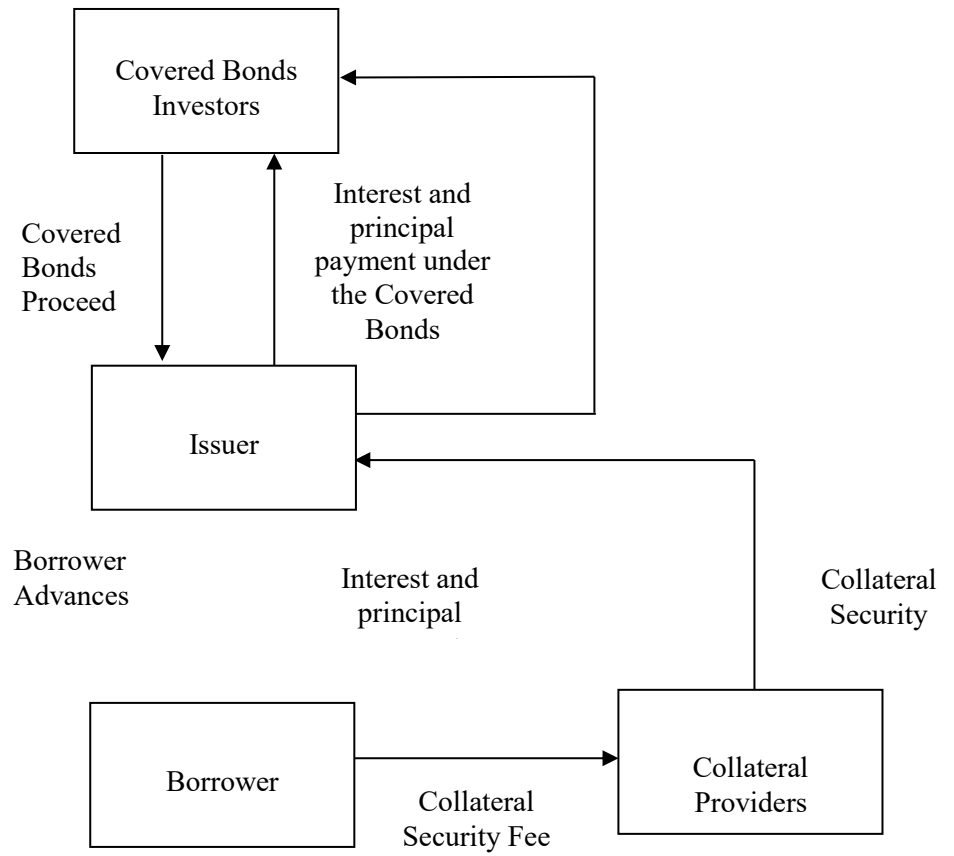 Covered Bonds
Investors
Covered
Bonds
Proceed
Interest and
principal
payment under
the Covered
Bonds
Issuer
Borrower
Advances
Interest and
principal
Collateral
Security
Borrower
Collateral
Security Fee
Collateral
Providers